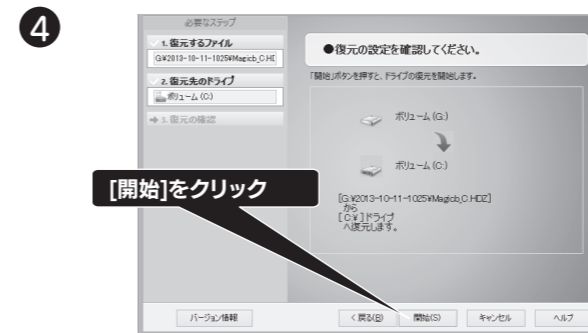 4
必要なステップ
1. 復元するファイル
G:¥2013-10-11-1025¥Magicb_C.HD
2. 復元先のドライブ
ボリューム (C:)
3. 復元の確認
●復元の設定を確認してください。
「開始」ボタンを押すと、ドライブの復元を開始します。
ボリューム (G:)
ボリューム (C:)
[G:¥2013-10-11-1025¥Magicb_C.HDZ]
から
[C:¥]ドライブ
へ復元します。
[開始]をクリック
バージョン情報
< 戻る(B)
開始(S)
キャンセル
ヘルプ